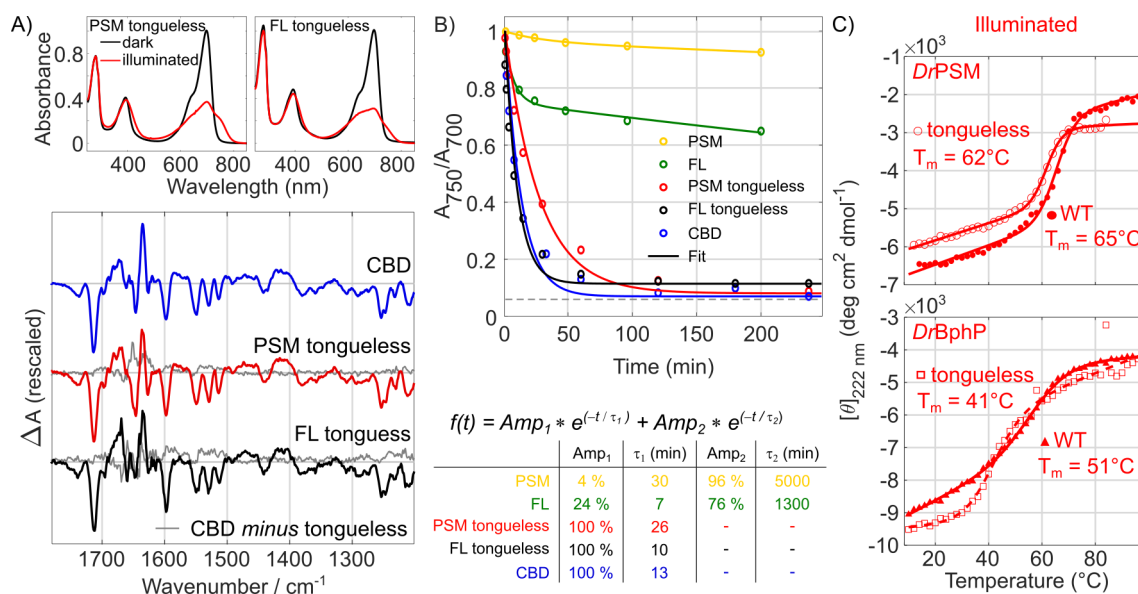 A)
PSM tongueless
dark
illuminated
FL tongueless
0.8
0.4
0
Absorbance
400 600 800 400 600 800
Wavelength (nm)
CBD
PSM tongueless
FL tonguess
CBD minus tongueless
ΔA (rescaled)
1700 1600 1500 1400 1300
Wavenumber / cm-1
B)
1
0.8
0.6
0.4
0.2
0
A750/A700
PSM
FL
PSM tongueless
FL tongueless
CBD
Fit
0 50 100 150 200
Time (min)
f(t) = Amp1 * e(-t / τ1 ) + Amp2 * e(-t / τ2)
Amp1 τ1 (min) Amp2 τ2 (min)
PSM 4 % 30 96 % 5000
FL 24 % 7 76 % 1300
PSM tongueless 100 % 26 - -
FL tongueless 100 % 10 - -
CBD 100 % 13 - -
C)
Illuminated
×10-3
-1
-2
-3
-4
-5
-6
-7
DrPSM
tongueless
Tm = 62°C
WT
Tm = 65°C
×10-3
-3
-4
-5
-6
-7
-8
-9
-10
DrBphP
tongueless
Tm = 41°C
WT
Tm = 51°C
[θ]222 nm (deg cm2 dmol-1)
20 40 60 80
Temperature (°C)